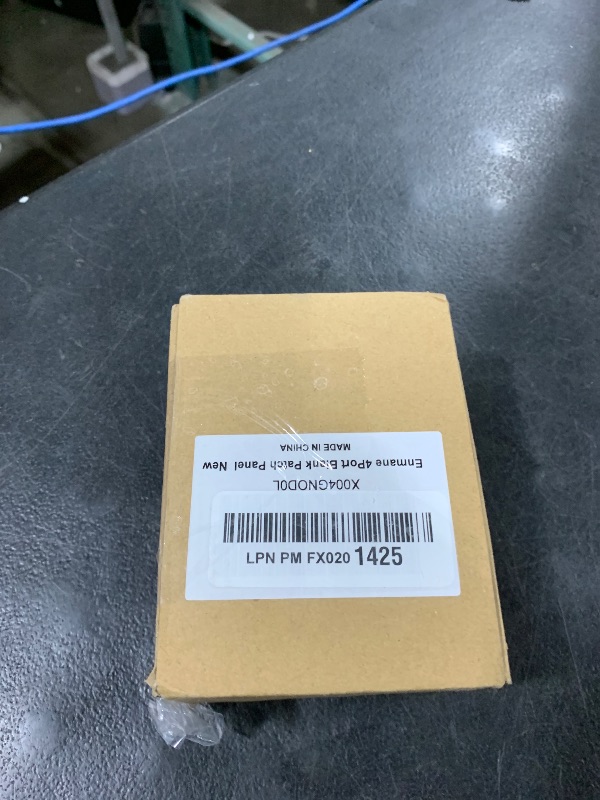 MADE IN CHINA
Enmane 4Port Blank Patch Panel New
X004GNOD0L
LPN PM FX020 1425